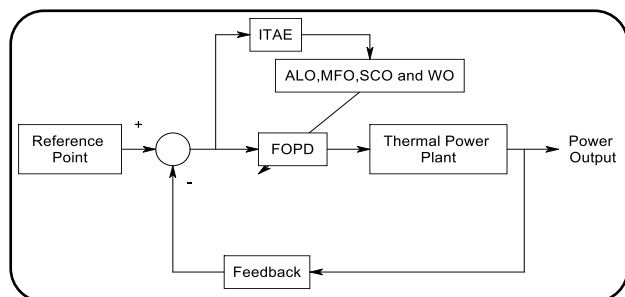 ITAE
ALO,MFO,SCO and WO
+
Reference
Point
FOPD
Thermal Power
Plant
Power
Output
-
Feedback